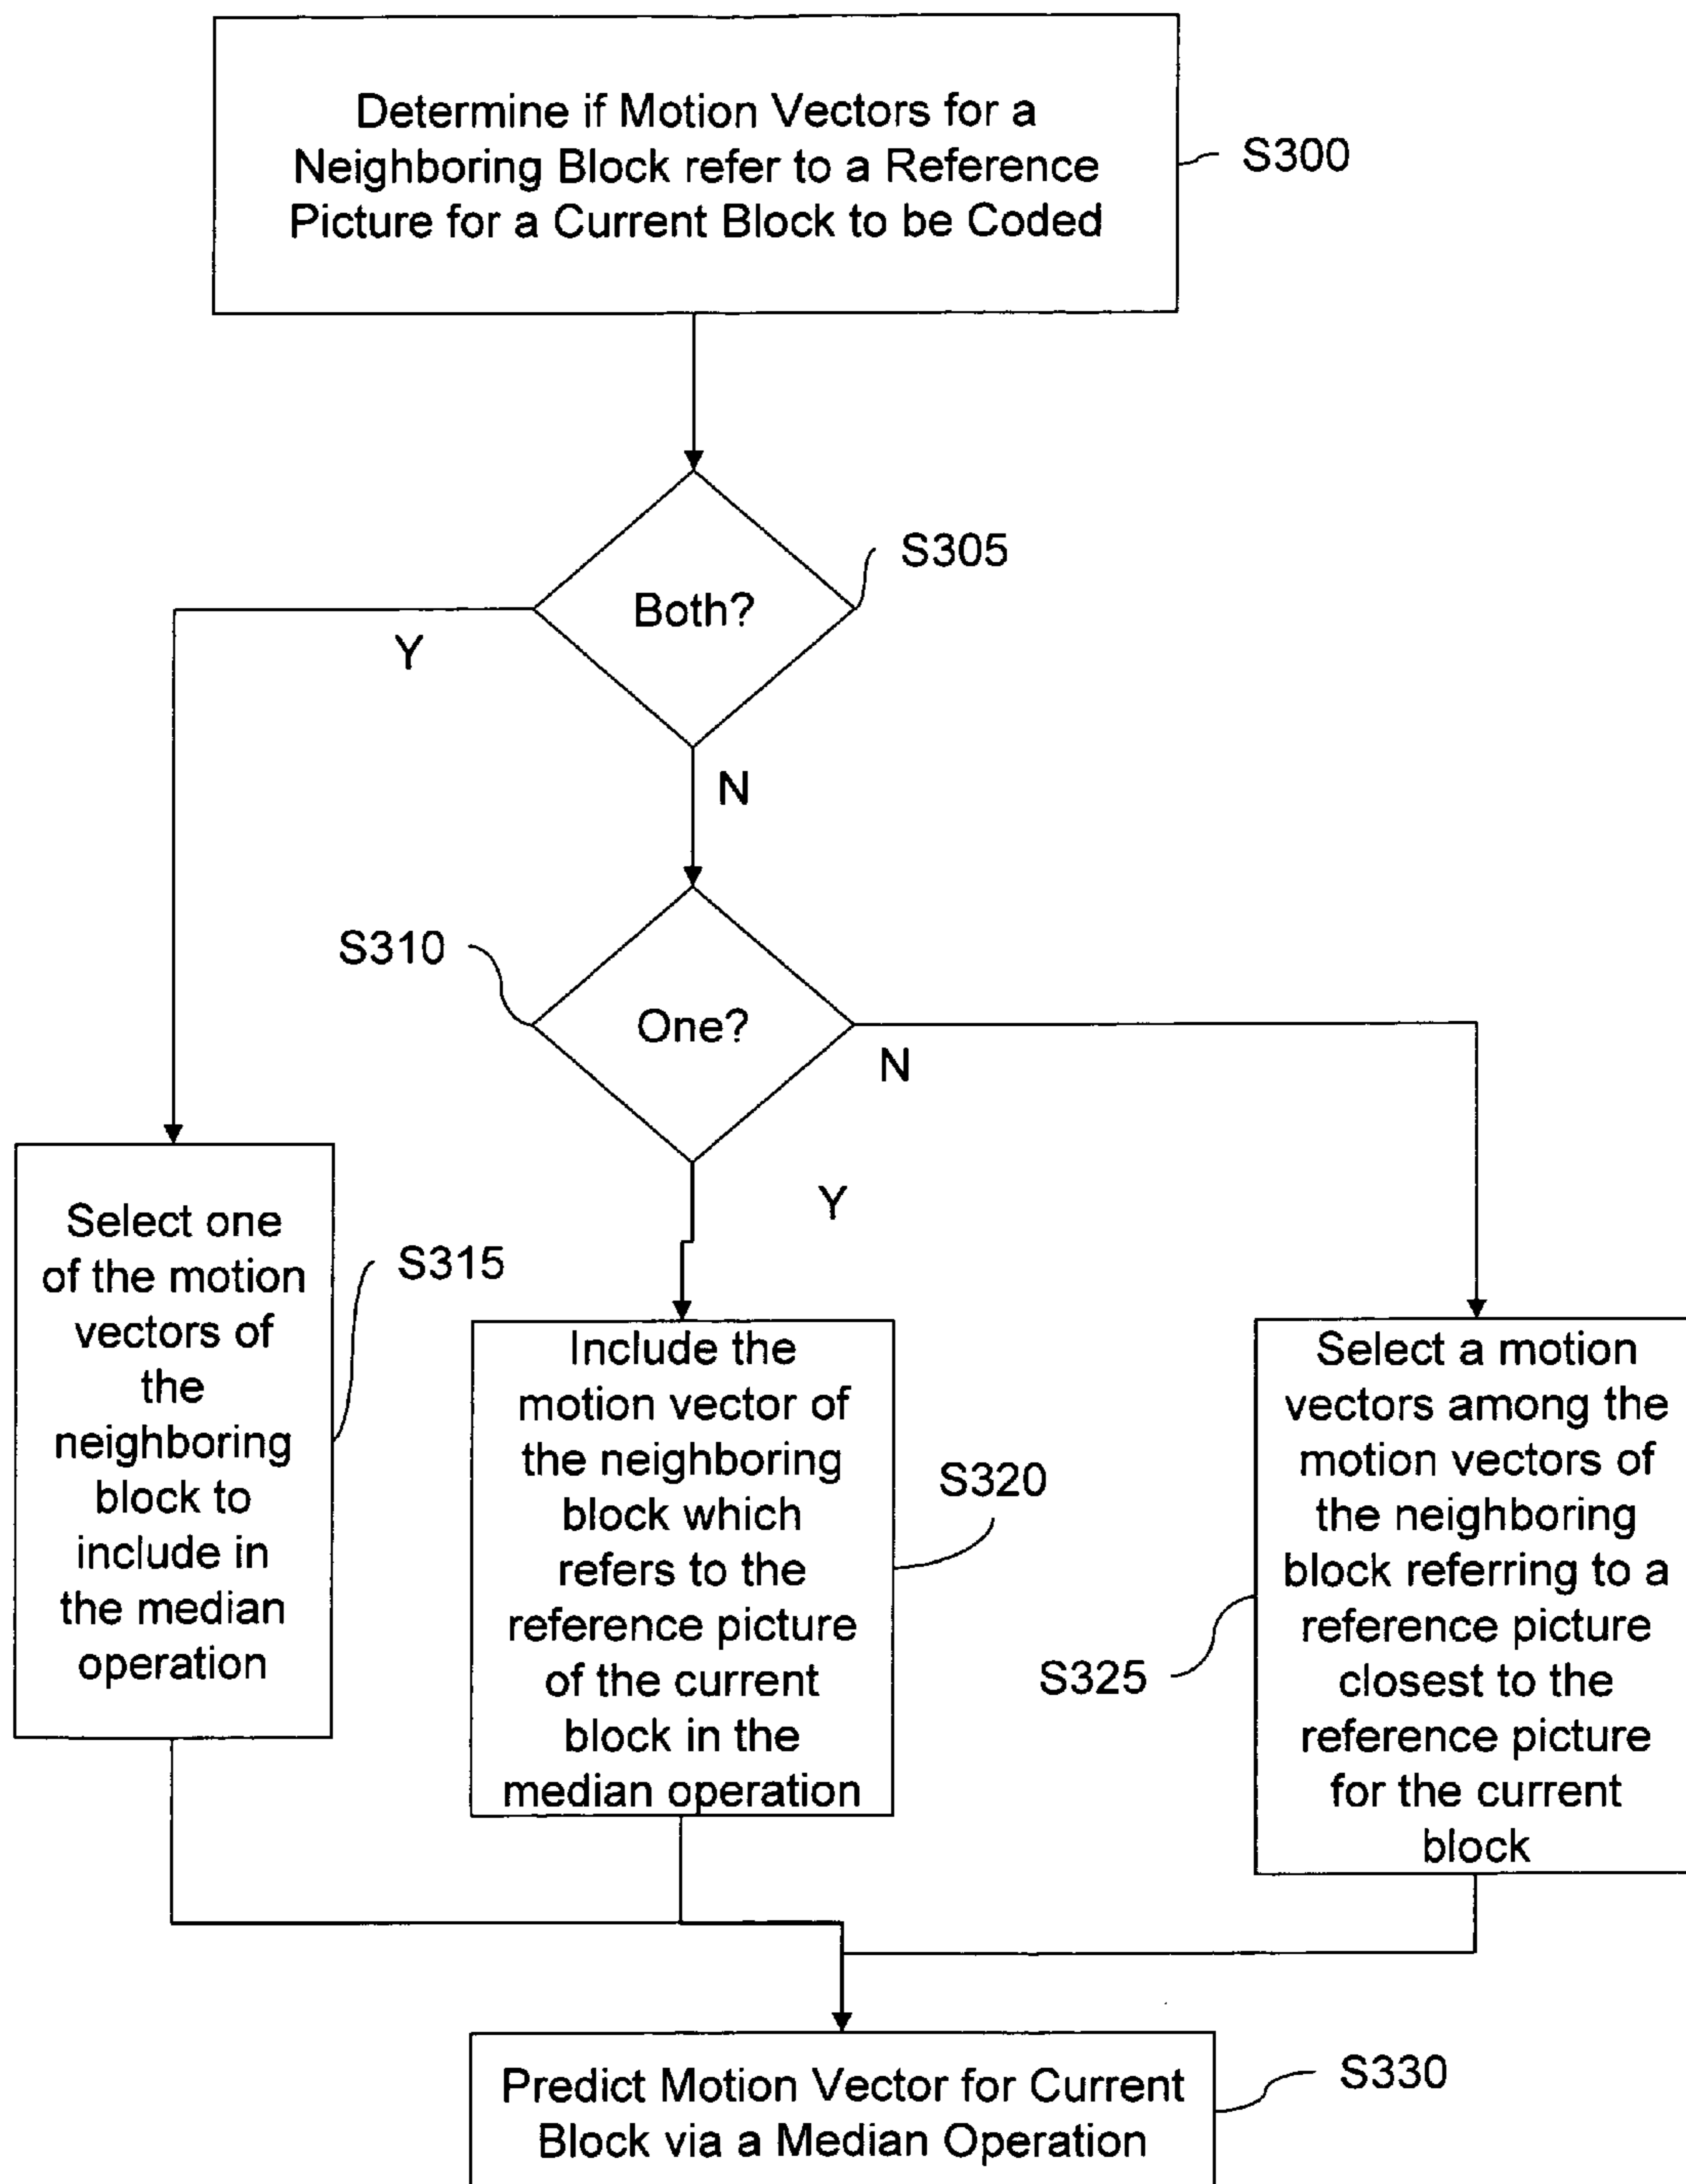 Determine if Motion Vectors for a
Neighboring Block refer to a Reference
Picture for a Current Block to be Coded
S300
Both?
S305
Y
N
S310
One?
N
Y
Select one
of the motion
vectors of
the
neighboring
block to
include in
the median
operation
S315
Include the
motion vector of
the neighboring
block which
refers to the
reference picture
of the current
block in the
median operation
S320
Select a motion
vectors among the
motion vectors of
the neighboring
block referring to a
reference picture
closest to the
reference picture
for the current
block
S325
Predict Motion Vector for Current
Block via a Median Operation
S330